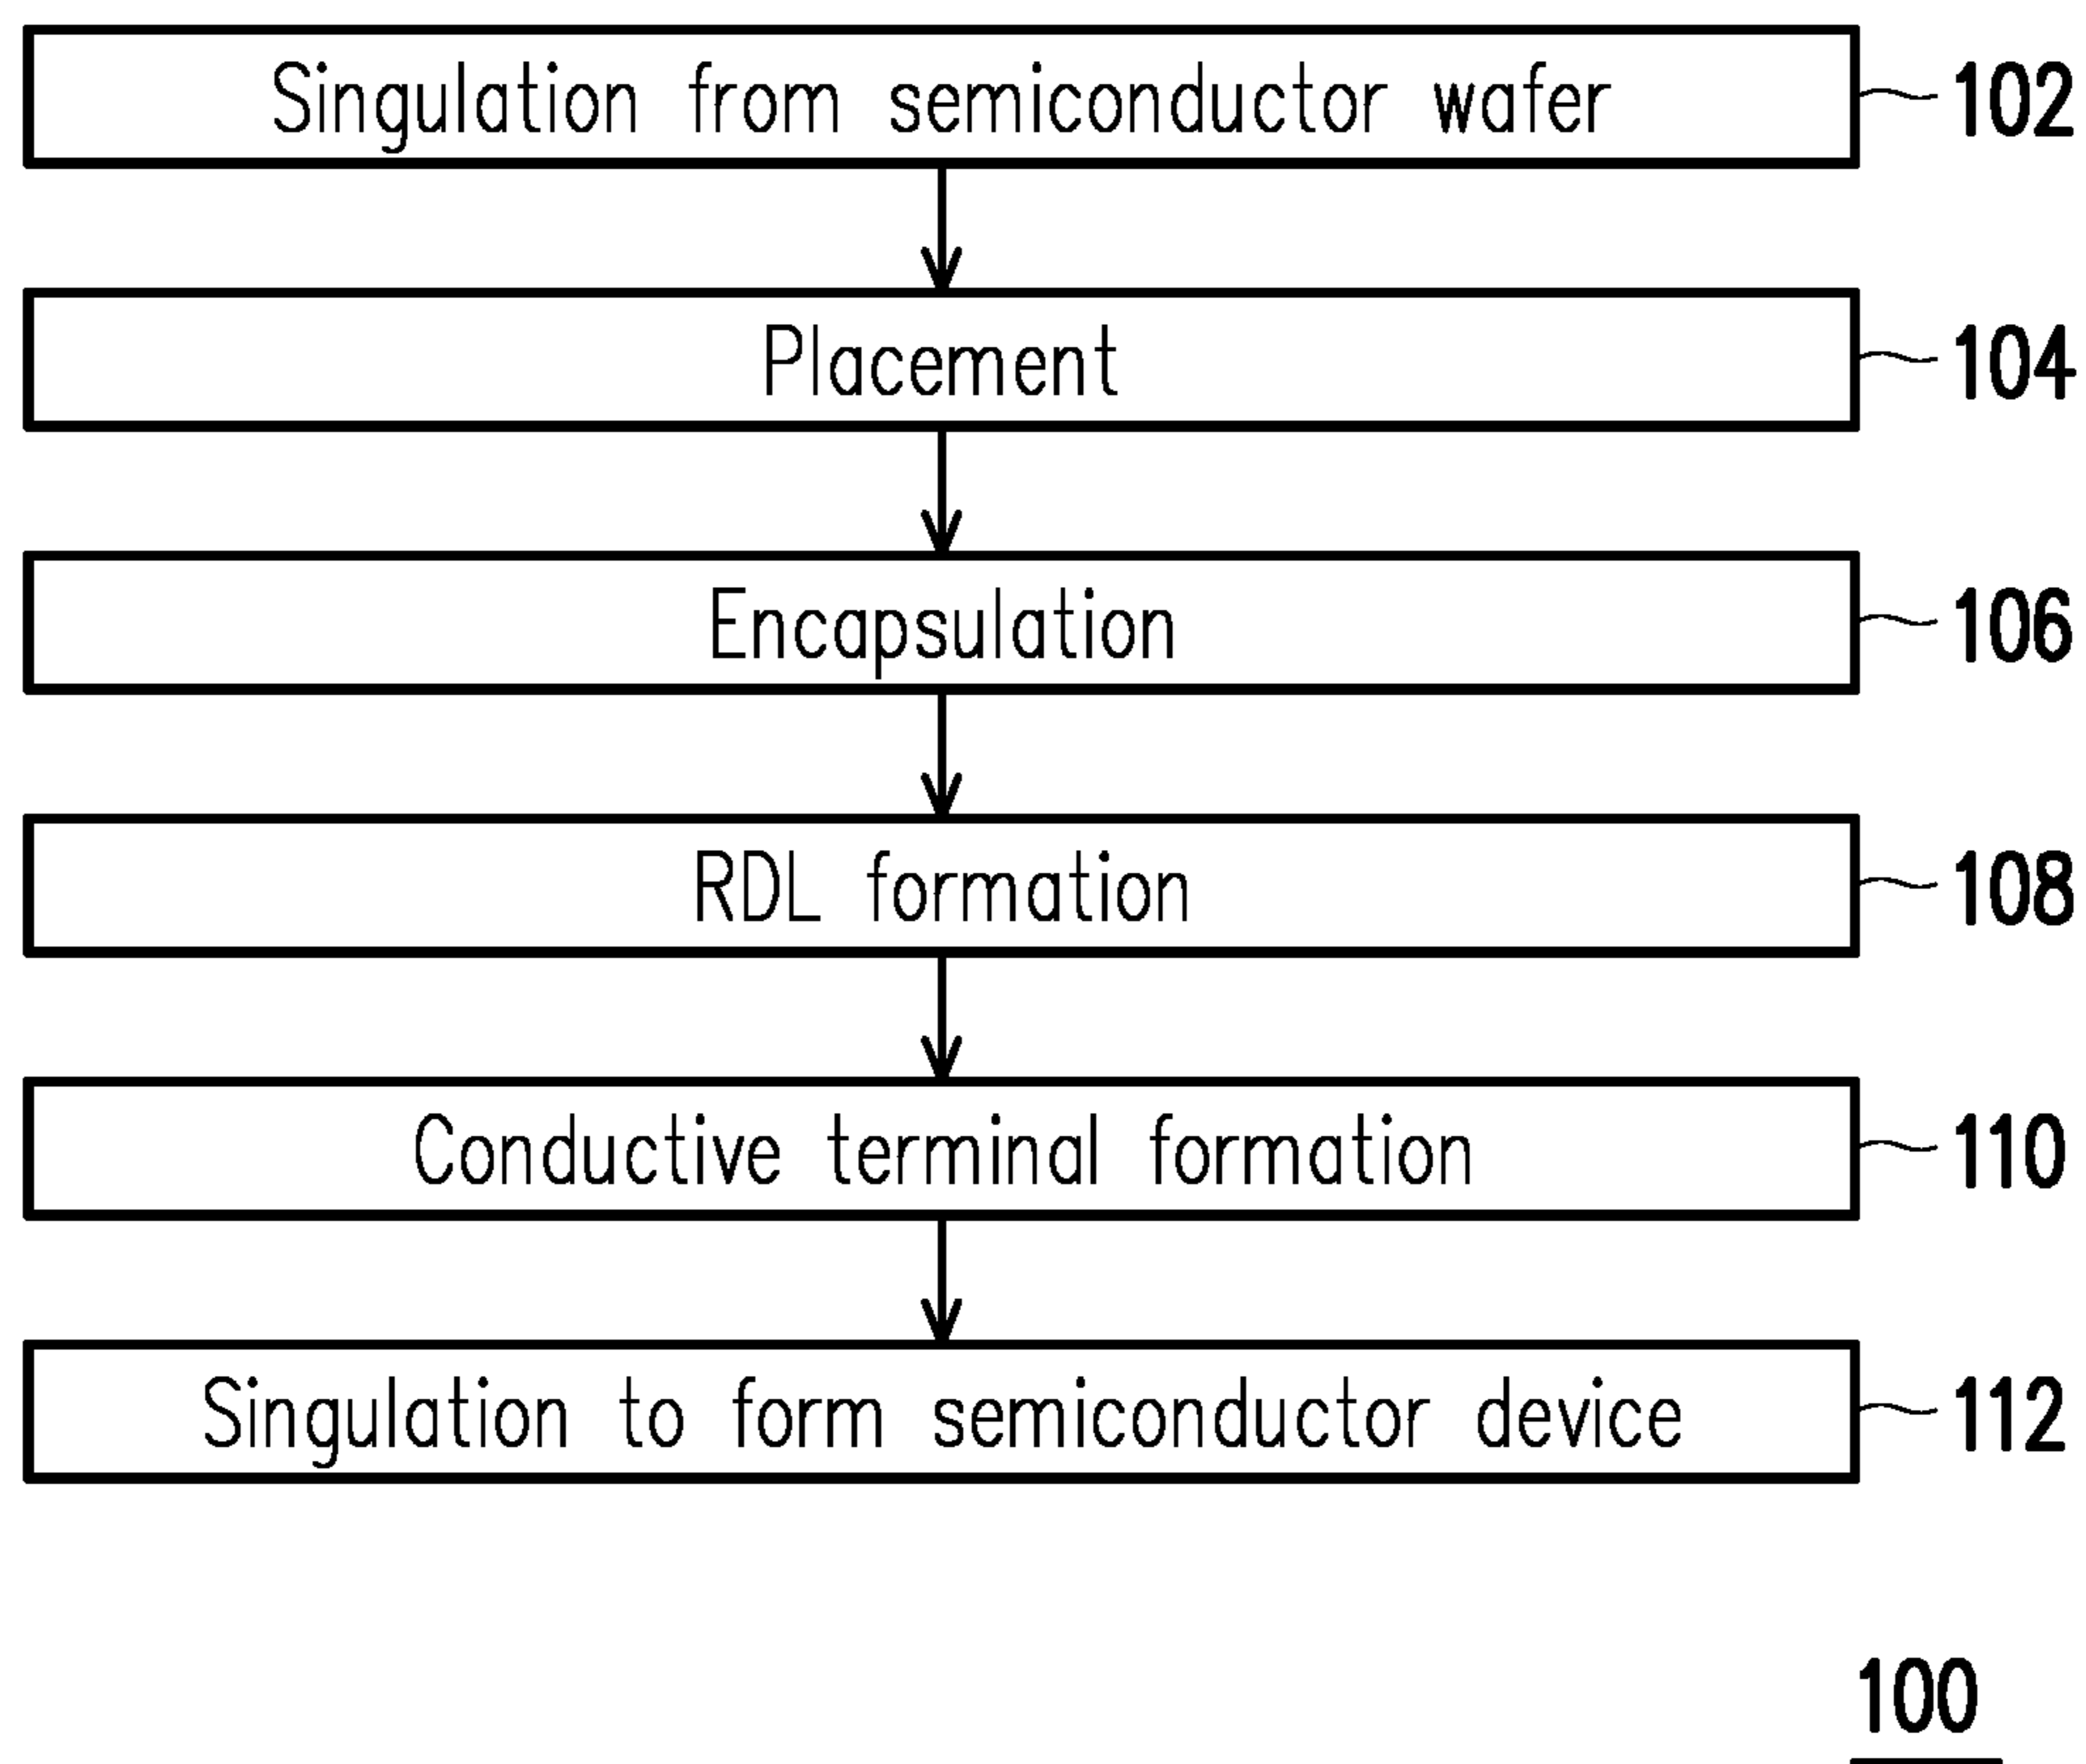 Singulation from semiconductor wafer 102
Placement 104
Encapsulation 106
RDL formation 108
Conductive terminal formation 110
Singulation to form semiconductor device 112
100